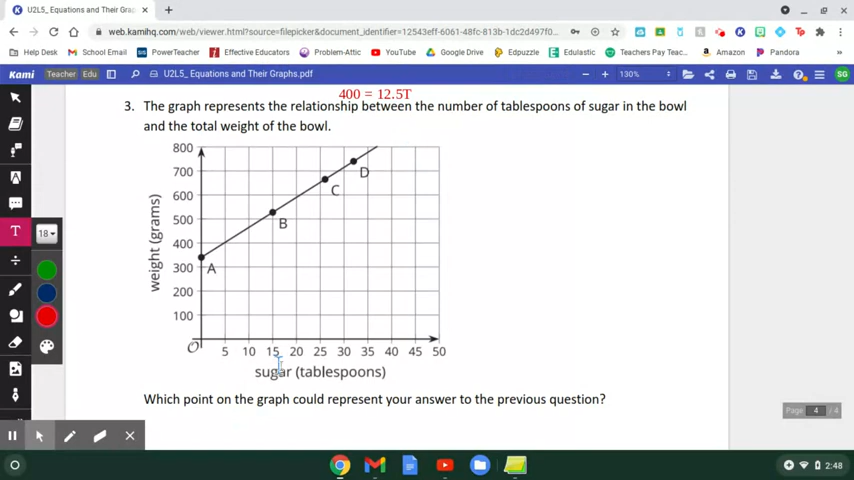 U2L5_ Equations and Their Grap
web.kamihq.com/web/viewer.html?source=filepicker&document_identifier=12543eff-6061-48fc-813b-1dc2d497f0...
Help Desk School Email PowerTeacher Effective Educators Problem-Attic YouTube Google Drive Edpuzzle Edulastic Teachers Pay Teac... Amazon Pandora
Kami Teacher Edu U2L5_ Equations and Their Graphs.pdf 130% SG
400 = 12.5T
3. The graph represents the relationship between the number of tablespoons of sugar in the bowl
and the total weight of the bowl.
800
700
600
500
400
300
200
100
weight (grams)
A
B
C
D
O
5 10 15 20 25 30 35 40 45 50
sugar (tablespoons)
Which point on the graph could represent your answer to the previous question?
T 18
Page 4 / 4
2:48